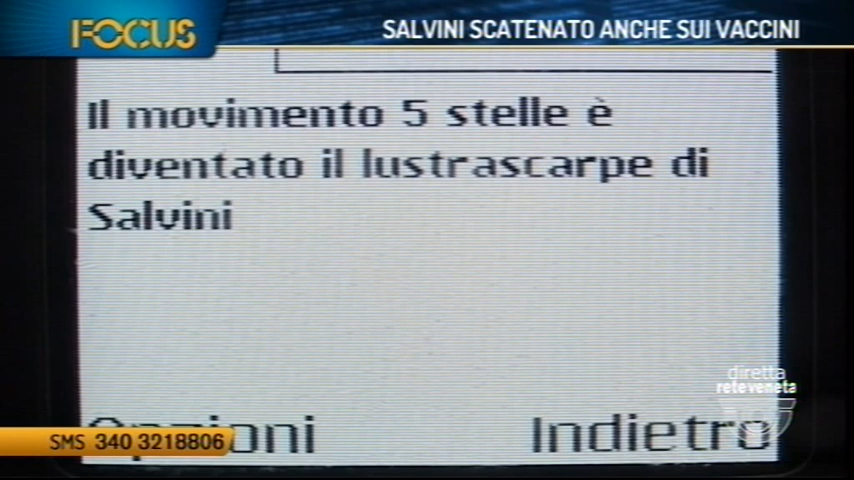 FOCUS
SALVINI SCATENATO ANCHE SUI VACCINI
Il movimento 5 stelle è
diventato il lustrascarpe di
Salvini
diretta
reteveneta
Opzioni
Indietro
SMS 340 3218806